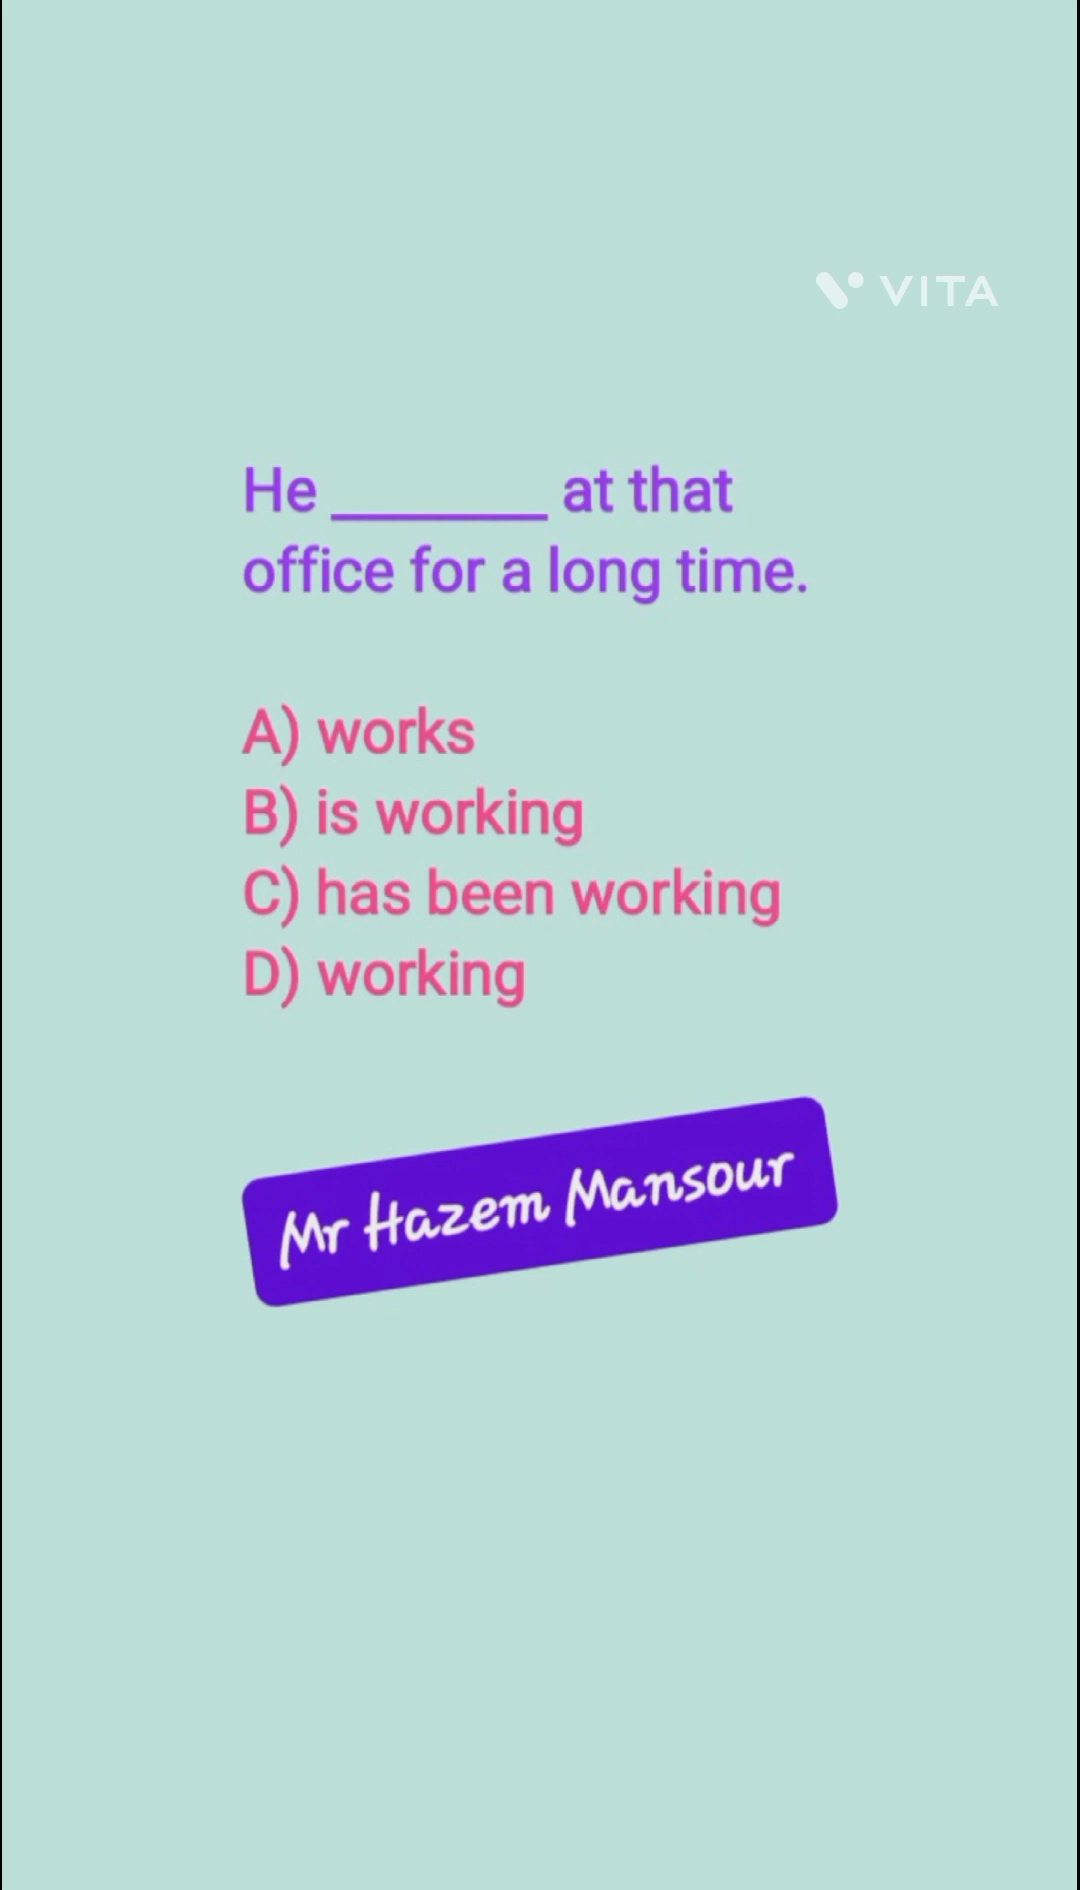 VITA
He ________ at that
office for a long time.
A) works
B) is working
C) has been working
D) working
Mr Hazem Mansour